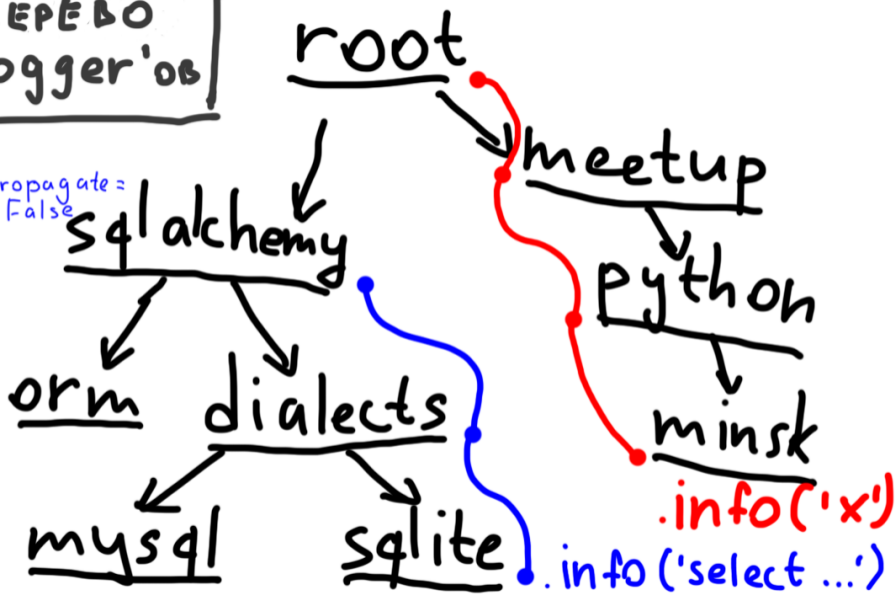 ЕРЕВО
ogger'ов
root
meetup
ropagate=
False
sqlalchemy
python
orm
dialects
minsk
.info('x')
mysql
sqlite
.info('select ...')